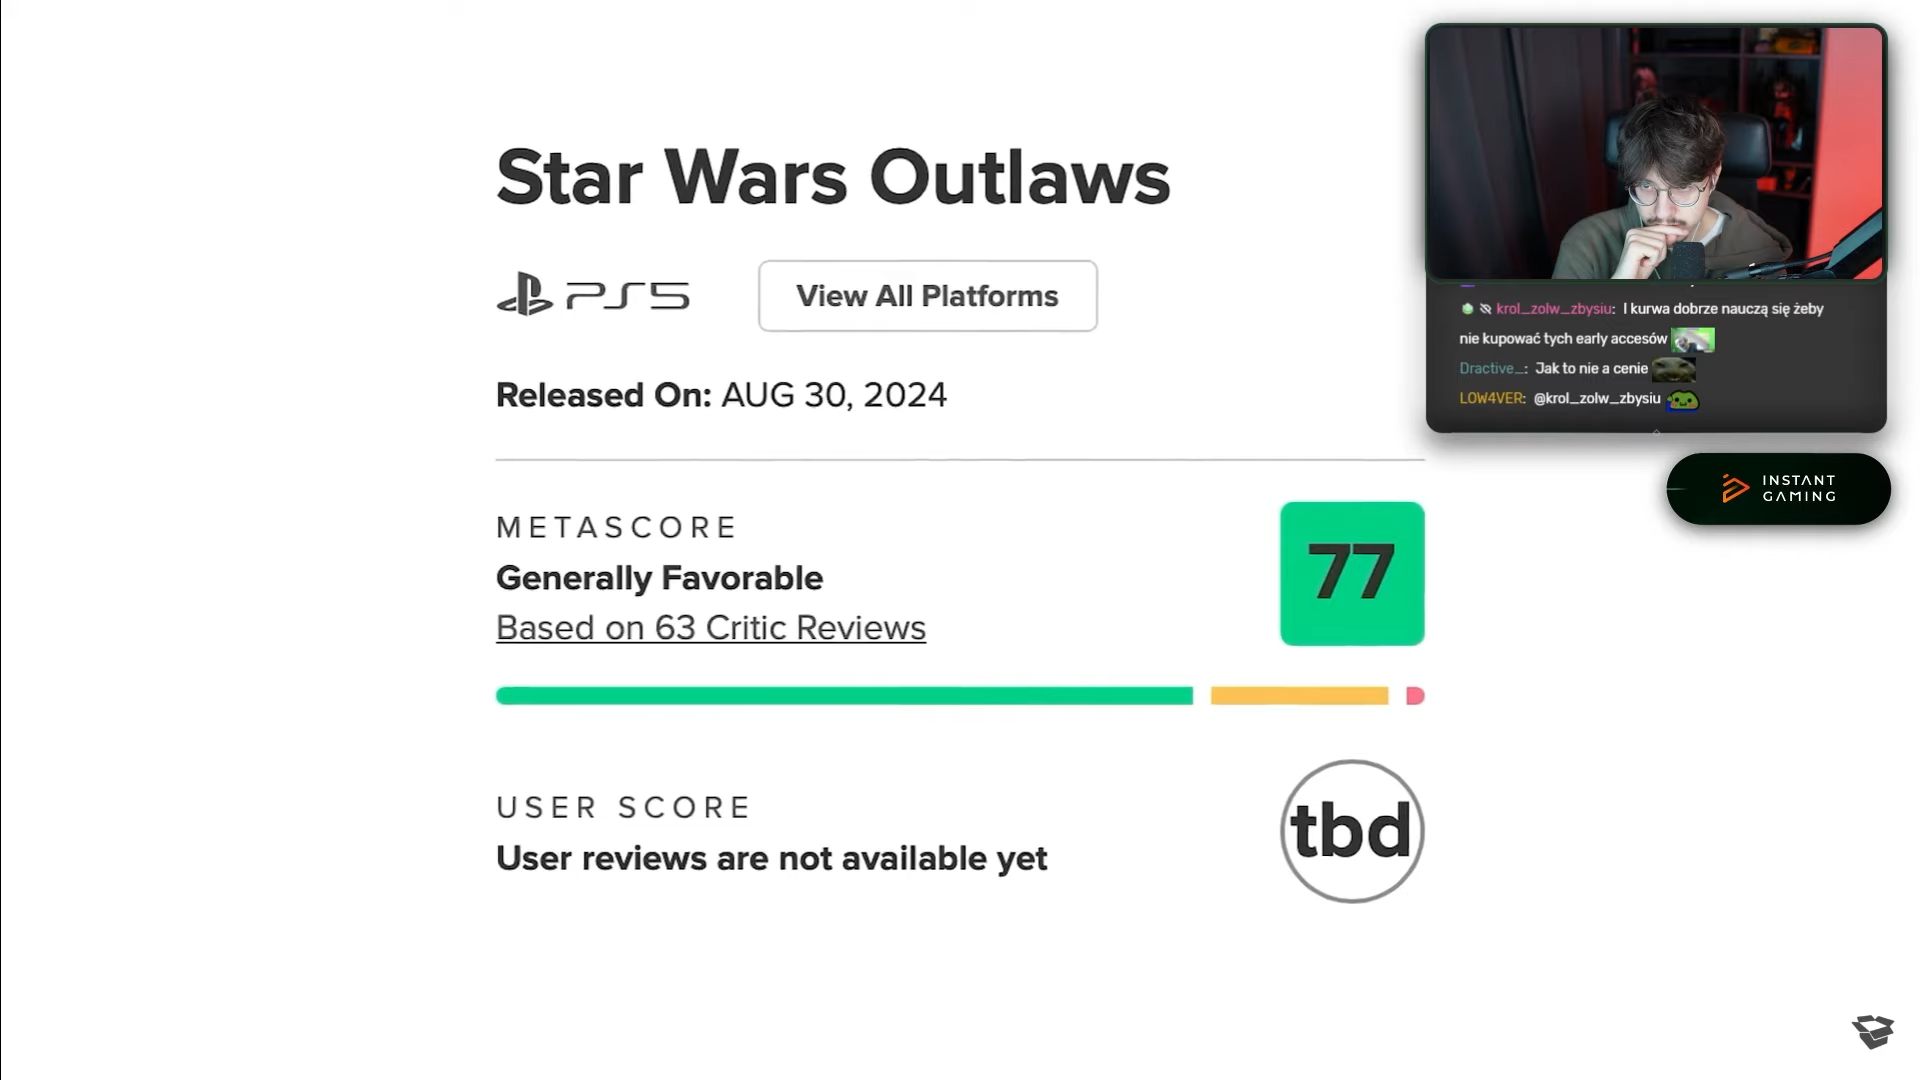 Star Wars Outlaws
PS5
View All Platforms
Released On: AUG 30, 2024
METASCORE
Generally Favorable
Based on 63 Critic Reviews
77
USER SCORE
User reviews are not available yet
tbd
krol_zolw_zbysiu: I kurwa dobrze nauczą się żeby
nie kupować tych early accesów
Dractive_: Jak to nie a cenie
LOW4VER: @krol_zolw_zbysiu
INSTANT
GAMING